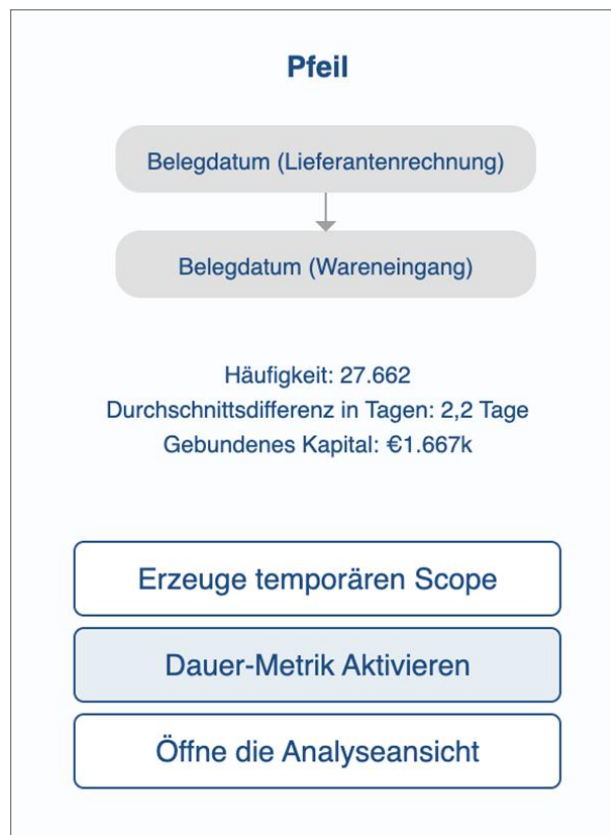 Pfeil
Belegdatum (Lieferantenrechnung)
Belegdatum (Wareneingang)
Häufigkeit: 27.662
Durchschnittsdifferenz in Tagen: 2,2 Tage
Gebundenes Kapital: €1.667k
Erzeuge temporären Scope
Dauer-Metrik Aktivieren
Öffne die Analyseansicht